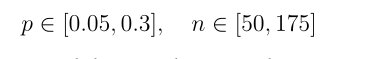 p ∈ [0.05, 0.3], n ∈ [50, 175]